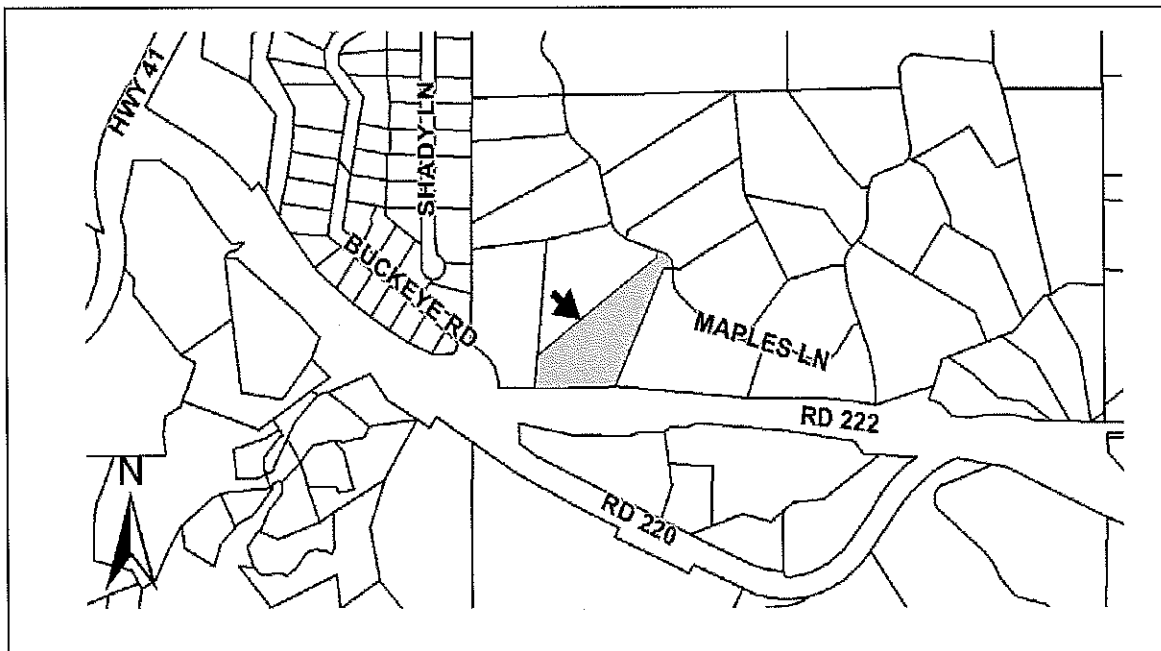 HWY 41
SHADY LN
BUCKEYE RD
MAPLES LN
RD 222
N
RD 220